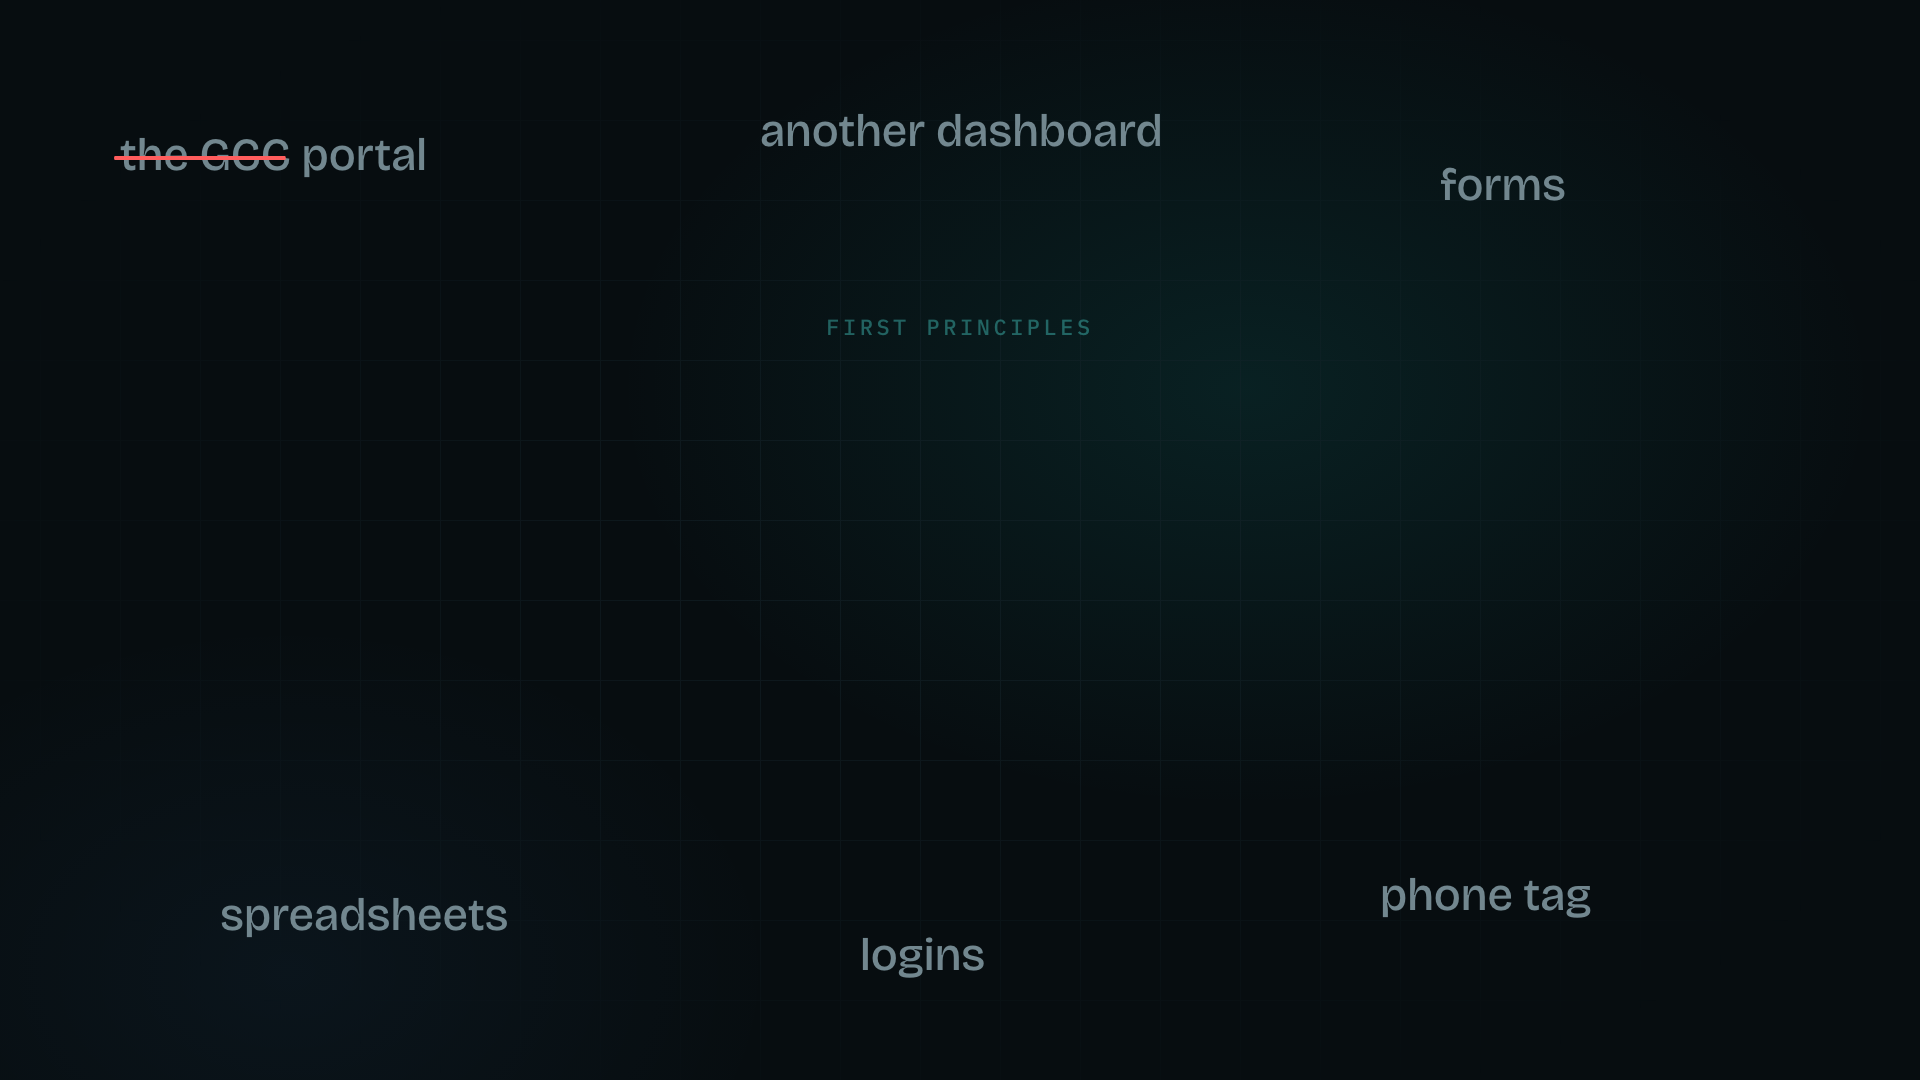 another dashboard
the GCC portal
forms
FIRST PRINCIPLES
phone tag
spreadsheets
logins